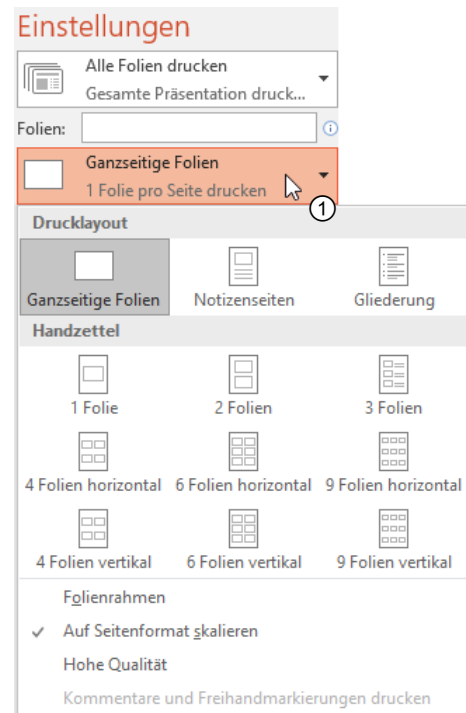 Einstellungen
Alle Folien drucken
Gesamte Präsentation druck...
Folien:
Ganzseitige Folien
1 Folie pro Seite drucken
1
Drucklayout
Ganzseitige Folien Notizenseiten Gliederung
Handzettel
1 Folie 2 Folien 3 Folien
4 Folien horizontal 6 Folien horizontal 9 Folien horizontal
4 Folien vertikal 6 Folien vertikal 9 Folien vertikal
Folienrahmen
Auf Seitenformat skalieren
Hohe Qualität
Kommentare und Freihandmarkierungen drucken